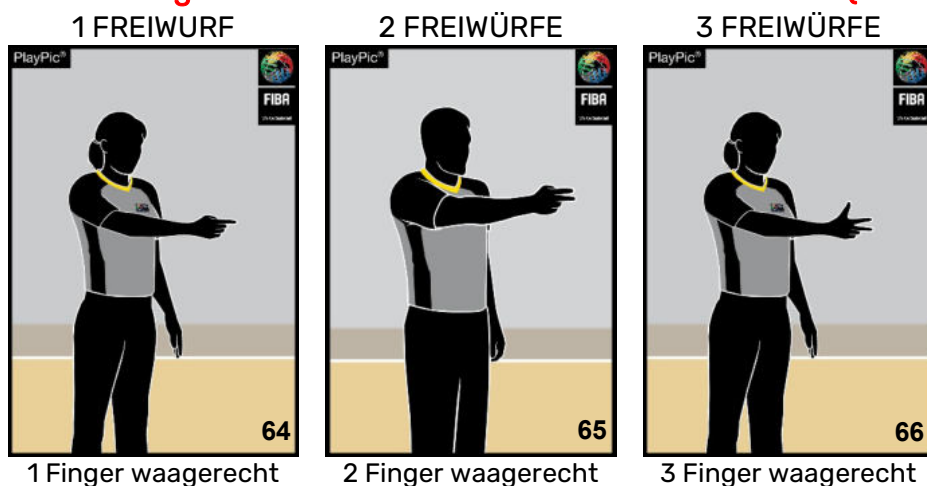 1 FREIWURF
2 FREIWÜRFE
3 FREIWÜRFE
PlayPic®
FIBA
64
PlayPic®
FIBA
65
PlayPic®
FIBA
66
1 Finger waagerecht
2 Finger waagerecht
3 Finger waagerecht